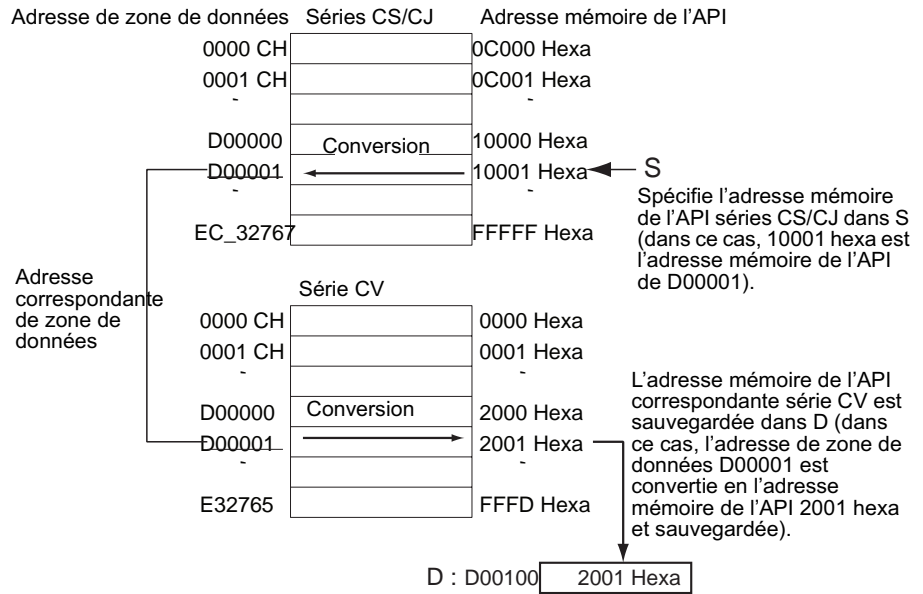 Adresse de zone de données Séries CS/CJ Adresse mémoire de l'API
0000 CH 0C000 Hexa
0001 CH 0C001 Hexa
- -
D00000 Conversion 10000 Hexa
D00001 10001 Hexa S
- -
EC_32767 FFFFF Hexa
Spécifie l'adresse mémoire
de l'API séries CS/CJ dans S
(dans ce cas, 10001 hexa est
l'adresse mémoire de l'API
de D00001).
Adresse
correspondante
de zone de
données
Série CV
0000 CH 0000 Hexa
0001 CH 0001 Hexa
- -
D00000 Conversion 2000 Hexa
D00001 2001 Hexa
- -
E32765 FFFD Hexa
L'adresse mémoire de l'API
correspondante série CV est
sauvegardée dans D (dans
ce cas, l'adresse de zone de
données D00001 est
convertie en l'adresse
mémoire de l'API 2001 hexa
et sauvegardée).
D : D00100 2001 Hexa